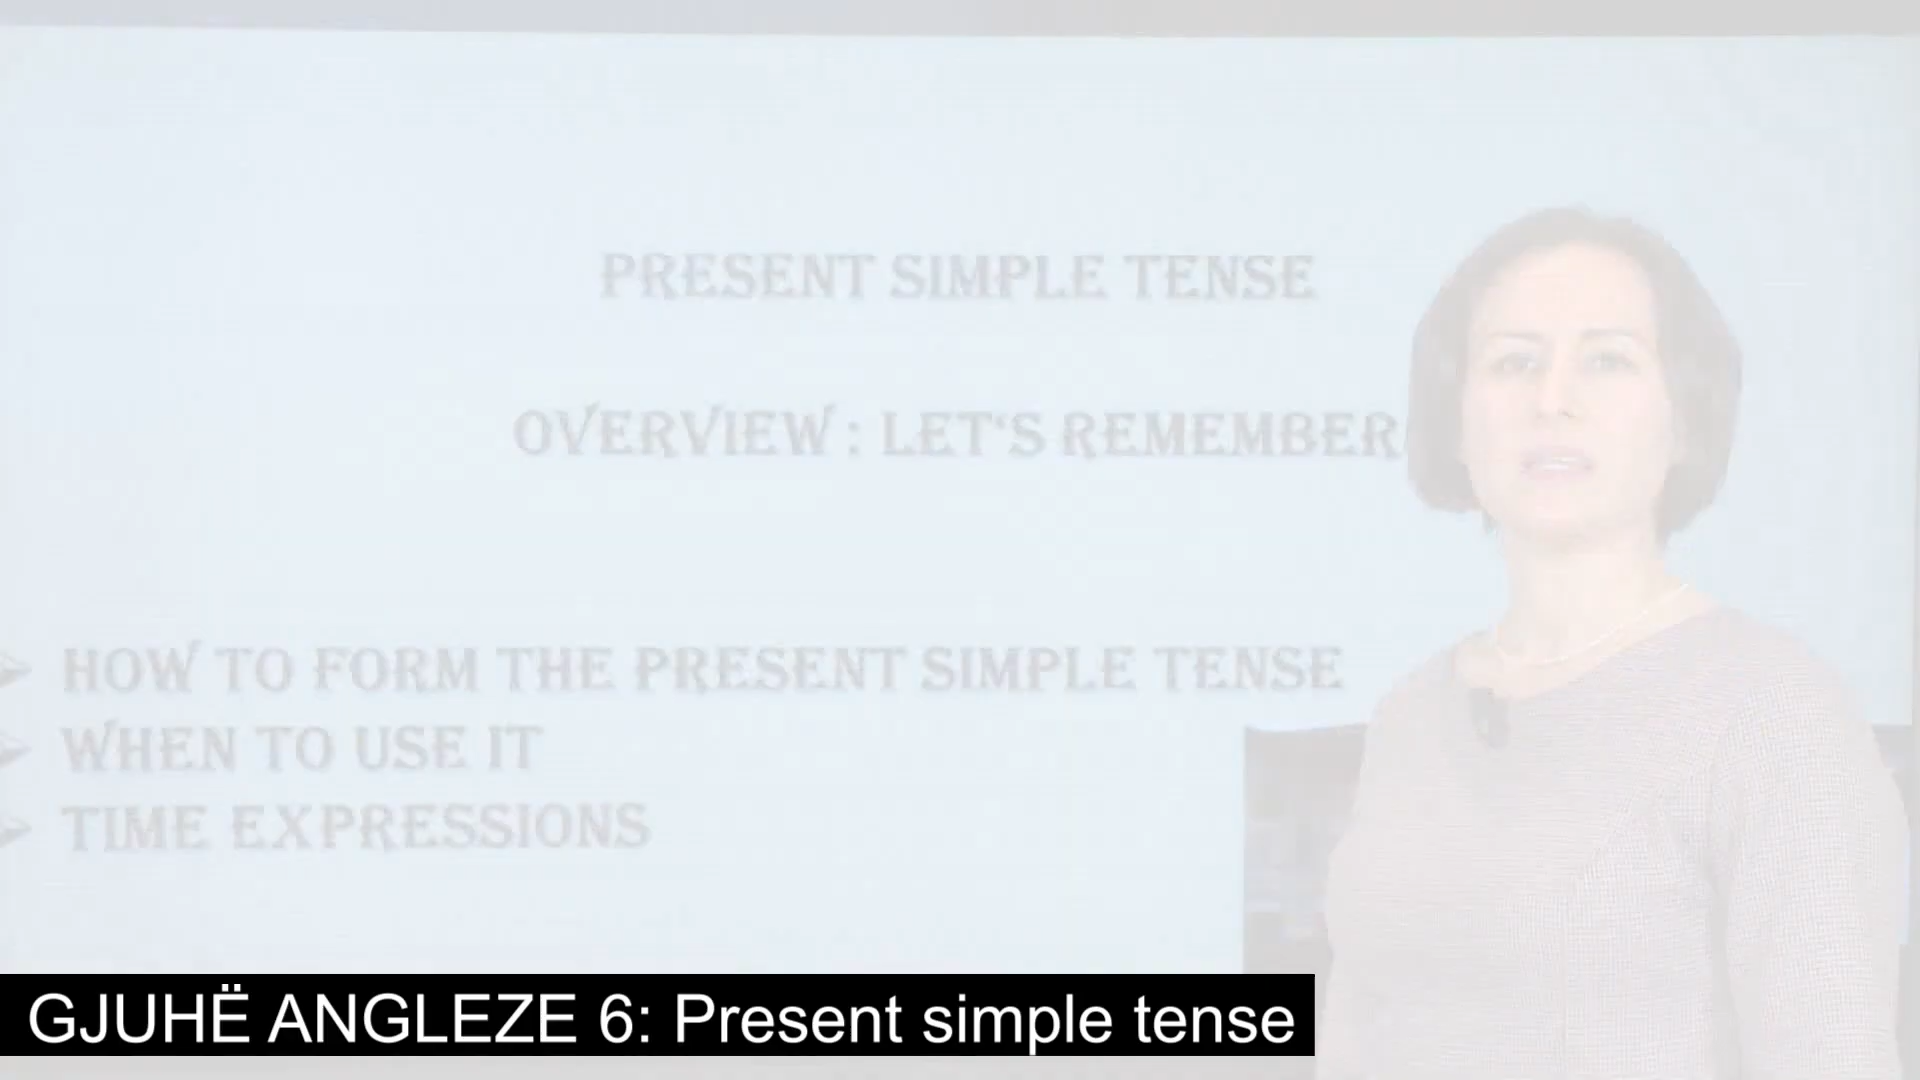 PRESENT SIMPLE TENSE
OVERVIEW : LET'S REMEMBER
HOW TO FORM THE PRESENT SIMPLE TENSE
WHEN TO USE IT
TIME EXPRESSIONS
GJUHË ANGLEZE 6: Present simple tense